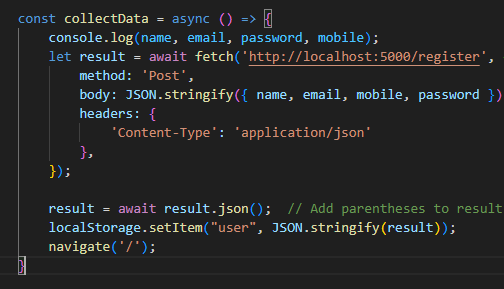 const collectData = async () => {
console.log(name, email, password, mobile);
let result = await fetch('http://localhost:5000/register',
method: 'Post',
body: JSON.stringify({ name, email, mobile, password })
headers: {
'Content-Type': 'application/json'
},
});
result = await result.json();  // Add parentheses to result
localStorage.setItem("user", JSON.stringify(result));
navigate('/');
}